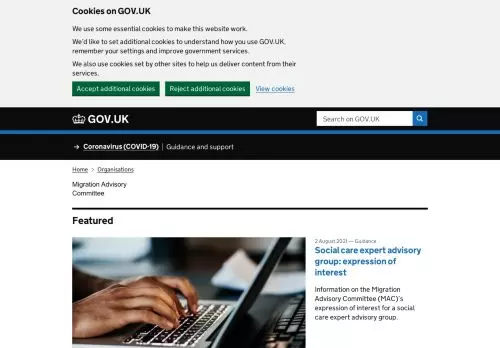 Cookies on GOV.UK
We use some essential cookies to make this website work.
We'd like to set additional cookies to understand how you use GOV.UK,
remember your settings and improve government services.
We also use cookies set by other sites to help us deliver content from their
services.
Accept additional cookies Reject additional cookies View cookies
GOV.UK Search on GOV.UK
→ Coronavirus (COVID-19) | Guidance and support
Home > Organisations
Migration Advisory
Committee
Featured
2 August 2021 — Guidance
Social care expert advisory
group: expression of
interest
Information on the Migration
Advisory Committee (MAC)'s
expression of interest for a social
care expert advisory group.